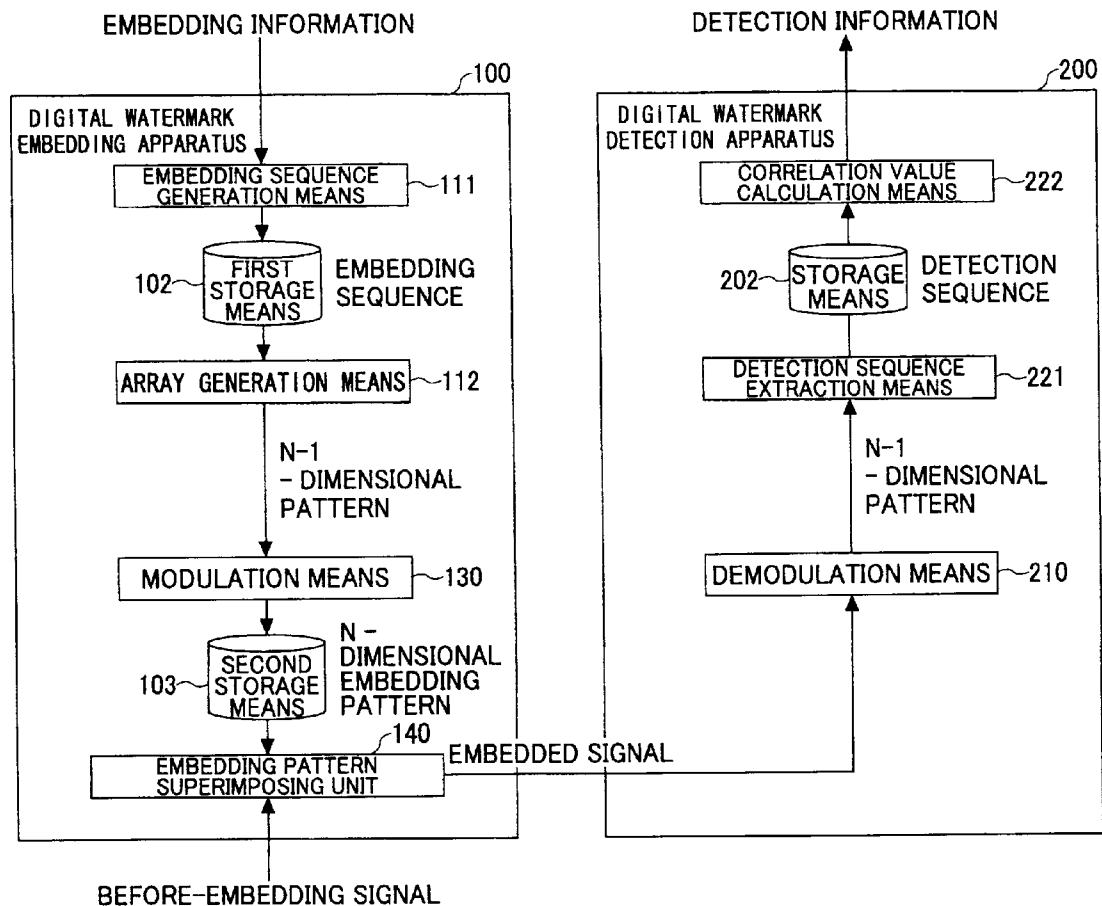 EMBEDDING INFORMATION
100
DIGITAL WATERMARK
EMBEDDING APPARATUS
EMBEDDING SEQUENCE
GENERATION MEANS
111
102
FIRST
STORAGE
MEANS
EMBEDDING
SEQUENCE
ARRAY GENERATION MEANS
112
N-1
- DIMENSIONAL
PATTERN
MODULATION MEANS
130
103
SECOND
STORAGE
MEANS
N -
DIMENSIONAL
EMBEDDING
PATTERN
140
EMBEDDING PATTERN
SUPERIMPOSING UNIT
EMBEDDED SIGNAL
BEFORE-EMBEDDING SIGNAL
DETECTION INFORMATION
200
DIGITAL WATERMARK
DETECTION APPARATUS
CORRELATION VALUE
CALCULATION MEANS
222
202
STORAGE
MEANS
DETECTION
SEQUENCE
DETECTION SEQUENCE
EXTRACTION MEANS
221
N-1
- DIMENSIONAL
PATTERN
DEMODULATION MEANS
210